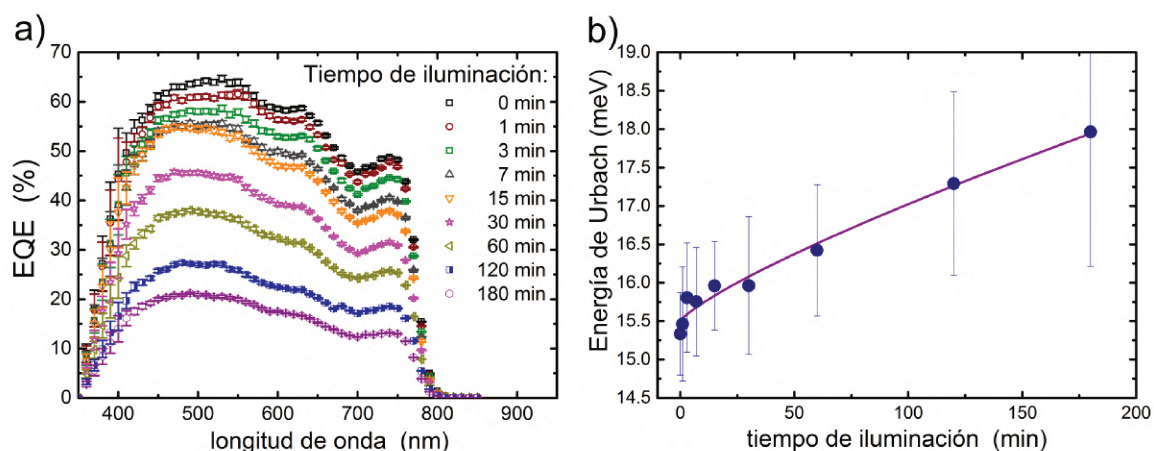 a)
70
60
50
40
30
20
10
0
EQE (%)
400 500 600 700 800 900
longitud de onda (nm)
Tiempo de iluminación:
0 min
1 min
3 min
7 min
15 min
30 min
60 min
120 min
180 min
b)
19.0
18.5
18.0
17.5
17.0
16.5
16.0
15.5
15.0
14.5
Energía de Urbach (meV)
0 50 100 150 200
tiempo de iluminación (min)